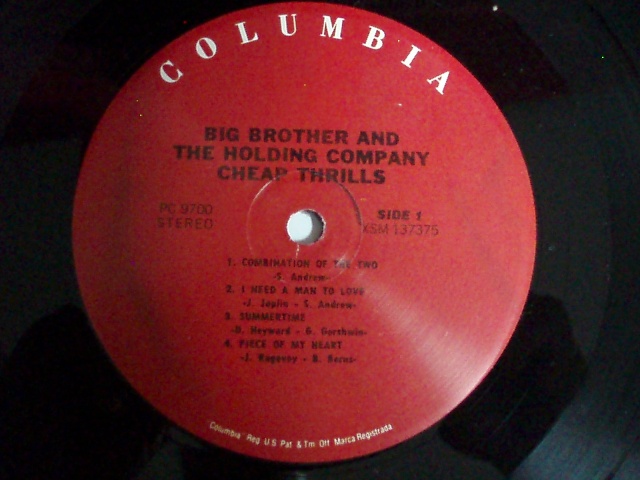 COLUMBIA
BIG BROTHER AND
THE HOLDING COMPANY
CHEAP THRILLS
PC 9700
STEREO
SIDE 1
XSM 137375
1. COMBINATION OF THE TWO
-S. Andrew-
2. I NEED A MAN TO LOVE
-J. Joplin - S. Andrew-
3. SUMMERTIME
-D. Heyward - G. Gershwin-
4. PIECE OF MY HEART
-J. Ragovoy - B. Berns-
Columbia Reg U.S Pat & Tm Off Marca Registrada